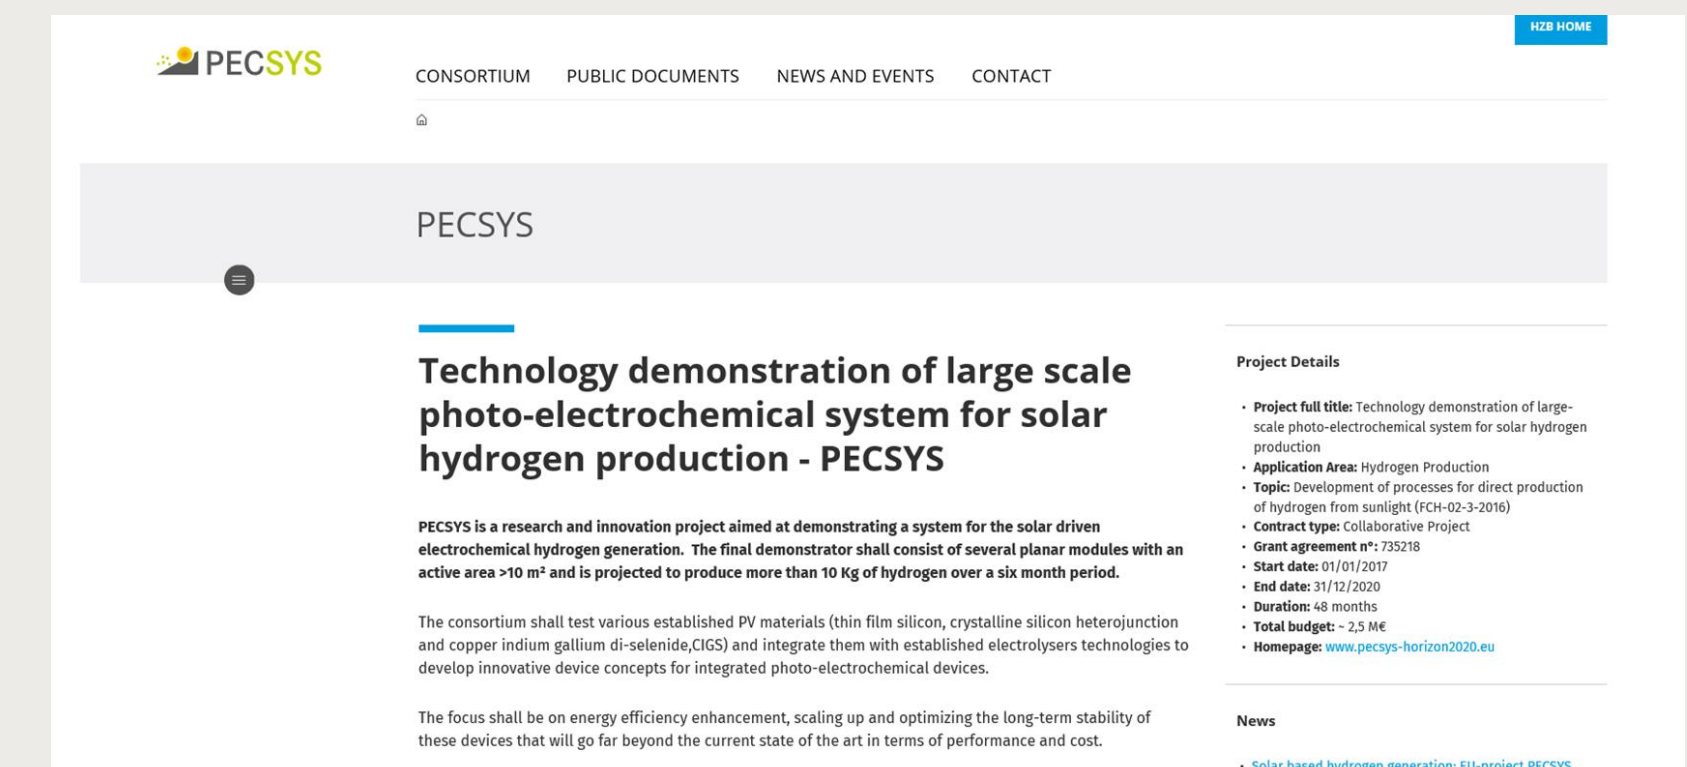 HZB HOME
PECSYS
CONSORTIUM PUBLIC DOCUMENTS NEWS AND EVENTS CONTACT
PECSYS
Technology demonstration of large scale
photo-electrochemical system for solar
hydrogen production - PECSYS
PECSYS is a research and innovation project aimed at demonstrating a system for the solar driven
electrochemical hydrogen generation. The final demonstrator shall consist of several planar modules with an
active area >10 m² and is projected to produce more than 10 Kg of hydrogen over a six month period.
The consortium shall test various established PV materials (thin film silicon, crystalline silicon heterojunction
and copper indium gallium di-selenide,CIGS) and integrate them with established electrolysers technologies to
develop innovative device concepts for integrated photo-electrochemical devices.
The focus shall be on energy efficiency enhancement, scaling up and optimizing the long-term stability of
these devices that will go far beyond the current state of the art in terms of performance and cost.
Project Details
• Project full title: Technology demonstration of large-
scale photo-electrochemical system for solar hydrogen
production
• Application Area: Hydrogen Production
• Topic: Development of processes for direct production
of hydrogen from sunlight (FCH-02-3-2016)
• Contract type: Collaborative Project
• Grant agreement n°: 735218
• Start date: 01/01/2017
• End date: 31/12/2020
• Duration: 48 months
• Total budget: ~ 2,5 M€
• Homepage: www.pecsys-horizon2020.eu
News
• Solar based hydrogen generation: EU-project PECSYS